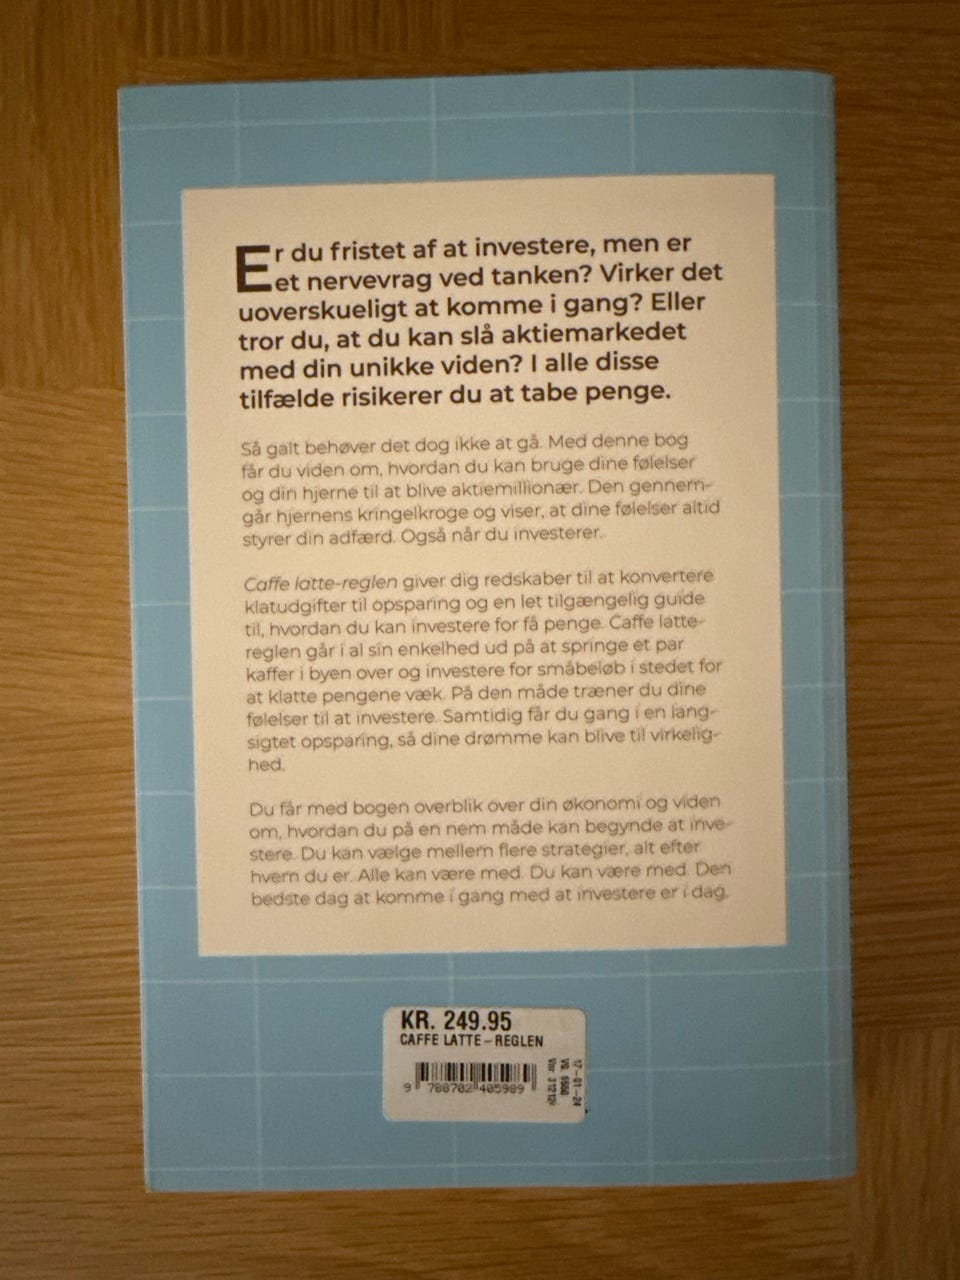 Er du fristet af at investere, men er
et nervevrag ved tanken? Virker det
uoverskueligt at komme i gang? Eller
tror du, at du kan slå aktiemarkedet
med din unikke viden? I alle disse
tilfælde risikerer du at tabe penge.
Så galt behøver det dog ikke at gå. Med denne bog
får du viden om, hvordan du kan bruge dine følelser
og din hjerne til at blive aktiemillionær. Den gennem-
går hjernens kringelkroge og viser, at dine følelser altid
styrer din adfærd. Også når du investerer.
Caffe latte-reglen giver dig redskaber til at konvertere
klatudgifter til opsparing og en let tilgængelig guide
til, hvordan du kan investere for få penge. Caffe latte-
reglen går i al sin enkelhed ud på at springe et par
kaffer i byen over og investere for småbeløb i stedet for
at klatte pengene væk. På den måde træner du dine
følelser til at investere. Samtidig får du gang i en lang-
sigtet opsparing, så dine drømme kan blive til virkelig-
hed.
Du får med bogen overblik over din økonomi og viden
om, hvordan du på en nem måde kan begynde at inve-
stere. Du kan vælge mellem flere strategier, alt efter
hvem du er. Alle kan være med. Du kan være med. Den
bedste dag at komme i gang med at investere er i dag.
KR. 249.95
CAFFE LATTE-REGLEN
9 788702 405989
17-01-24